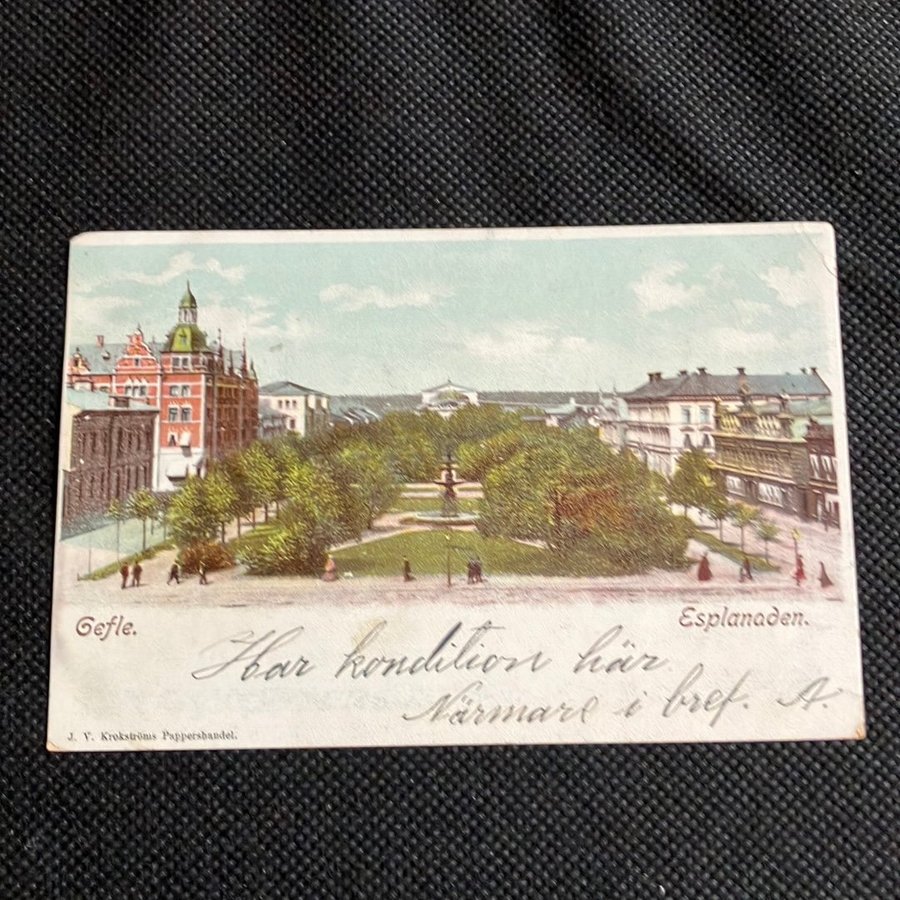 Gefle.
Esplanaden.
Har kondition här.
Närmare i bref. A.
J. V. Krokströms Pappershandel.